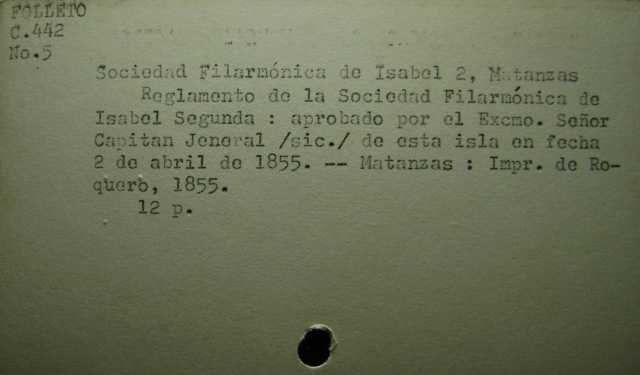 FOLLETO
C.442
No.5
Sociedad Filarmónica de Isabel 2, Matanzas
Reglamento de la Sociedad Filarmónica de
Isabel Segunda : aprobado por el Excmo. Señor
Capitan Jeneral /sic./ de esta isla en fecha
2 de abril de 1855. -- Matanzas : Impr. de Ro-
quero, 1855.
12 p.